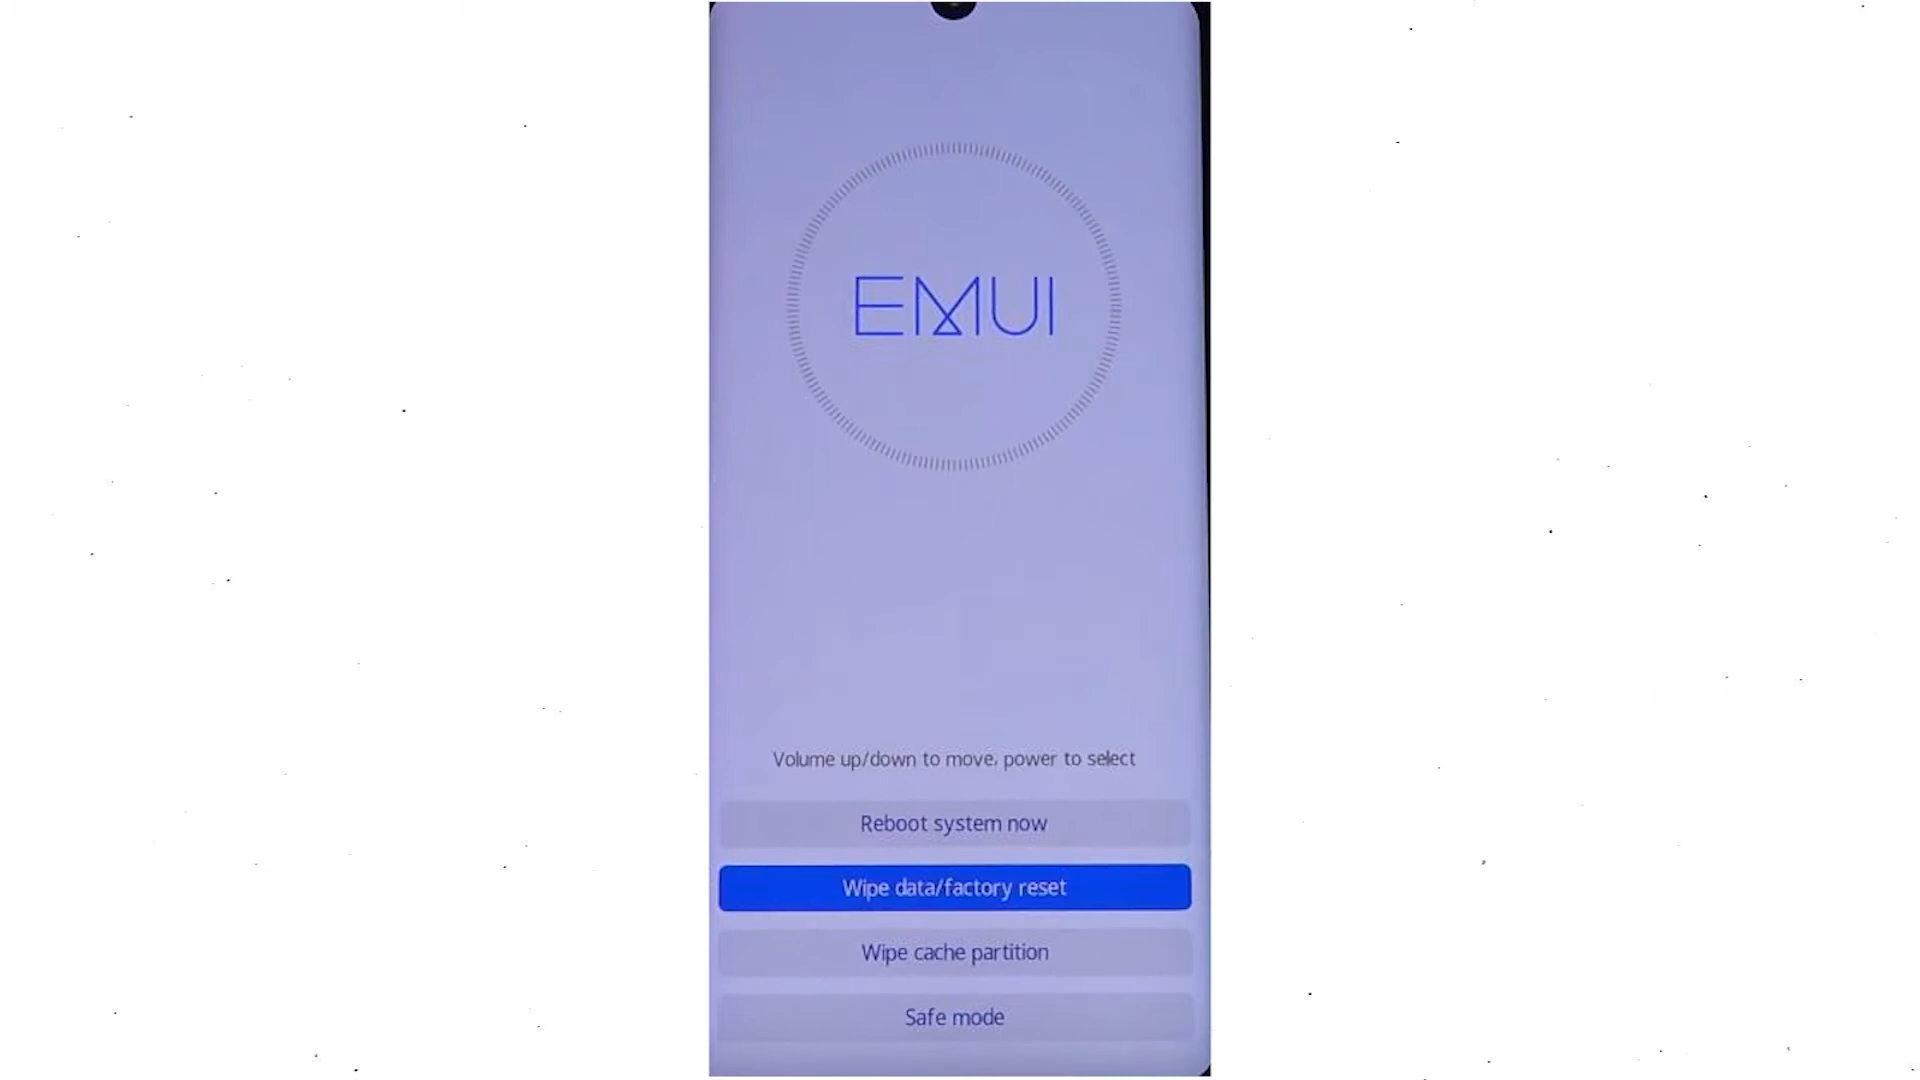 EMUI
Volume up/down to move, power to select
Reboot system now
Wipe data/factory reset
Wipe cache partition
Safe mode